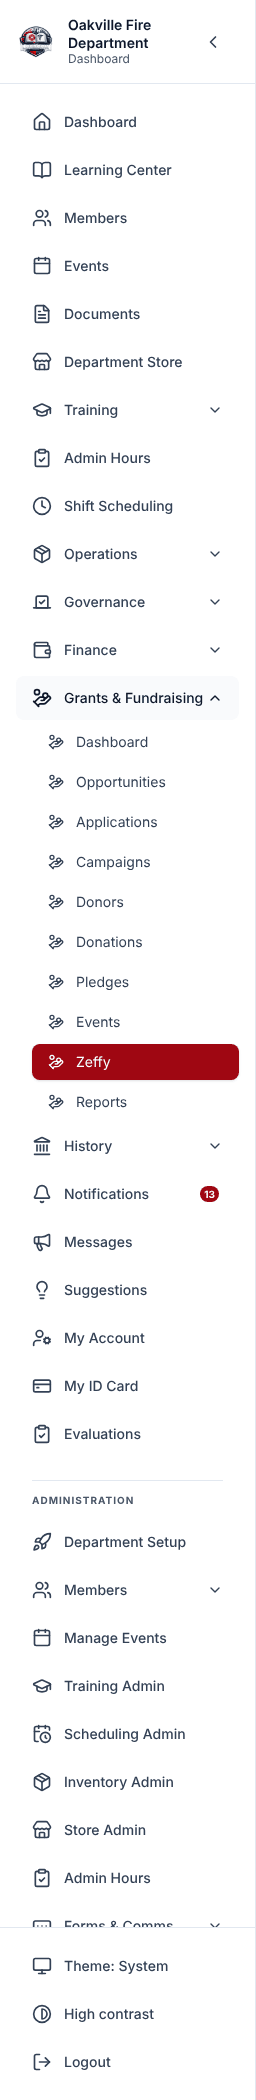 Oakville Fire
Department
Dashboard
Dashboard
Learning Center
Members
Events
Documents
Department Store
Training
Admin Hours
Shift Scheduling
Operations
Governance
Finance
Grants & Fundraising
Dashboard
Opportunities
Applications
Campaigns
Donors
Donations
Pledges
Events
Zeffy
Reports
History
Notifications 13
Messages
Suggestions
My Account
My ID Card
Evaluations
ADMINISTRATION
Department Setup
Members
Manage Events
Training Admin
Scheduling Admin
Inventory Admin
Store Admin
Admin Hours
Forms & Comms
Theme: System
High contrast
Logout